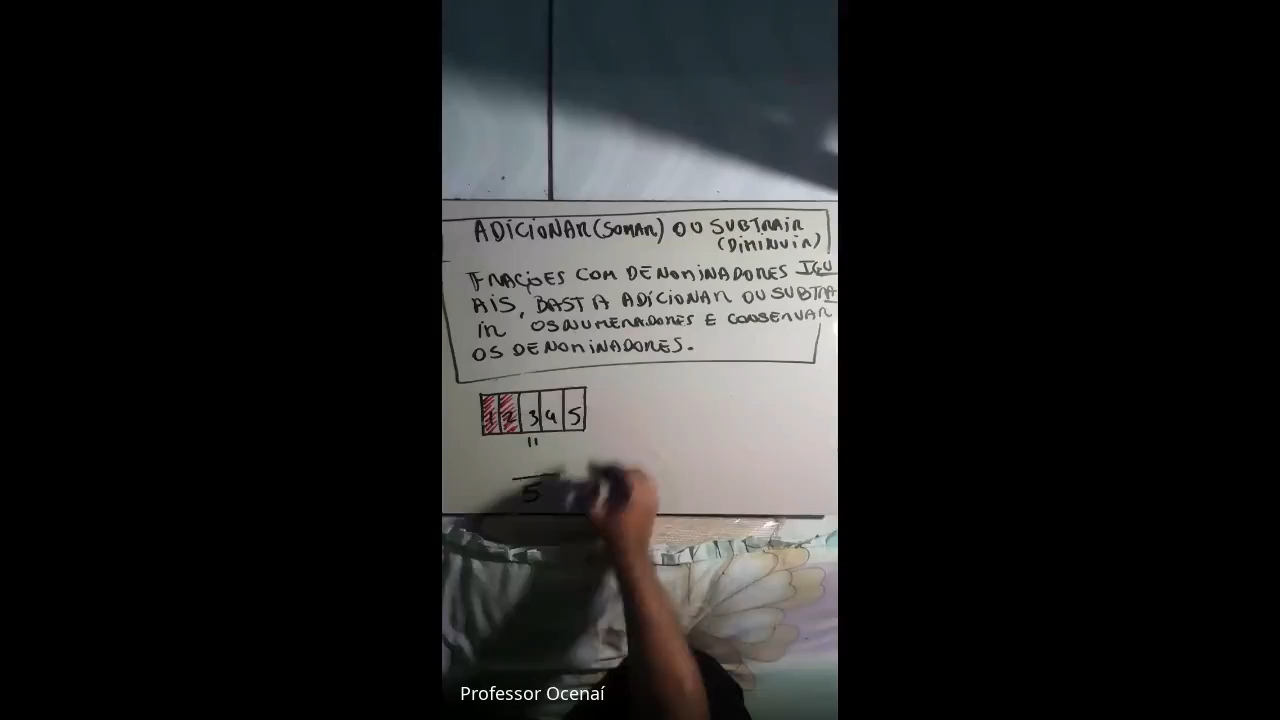 ADICIONAR (SOMAR) OU SUBTRAIR
(DIMINUIR)
FRAÇÕES COM DENOMINADORES IGU
AIS, BASTA ADICIONAR OU SUBTRA
IR OS NUMERADORES E CONSERVAR
OS DENOMINADORES.
1 2 3 4 5
5
Professor Ocenaí